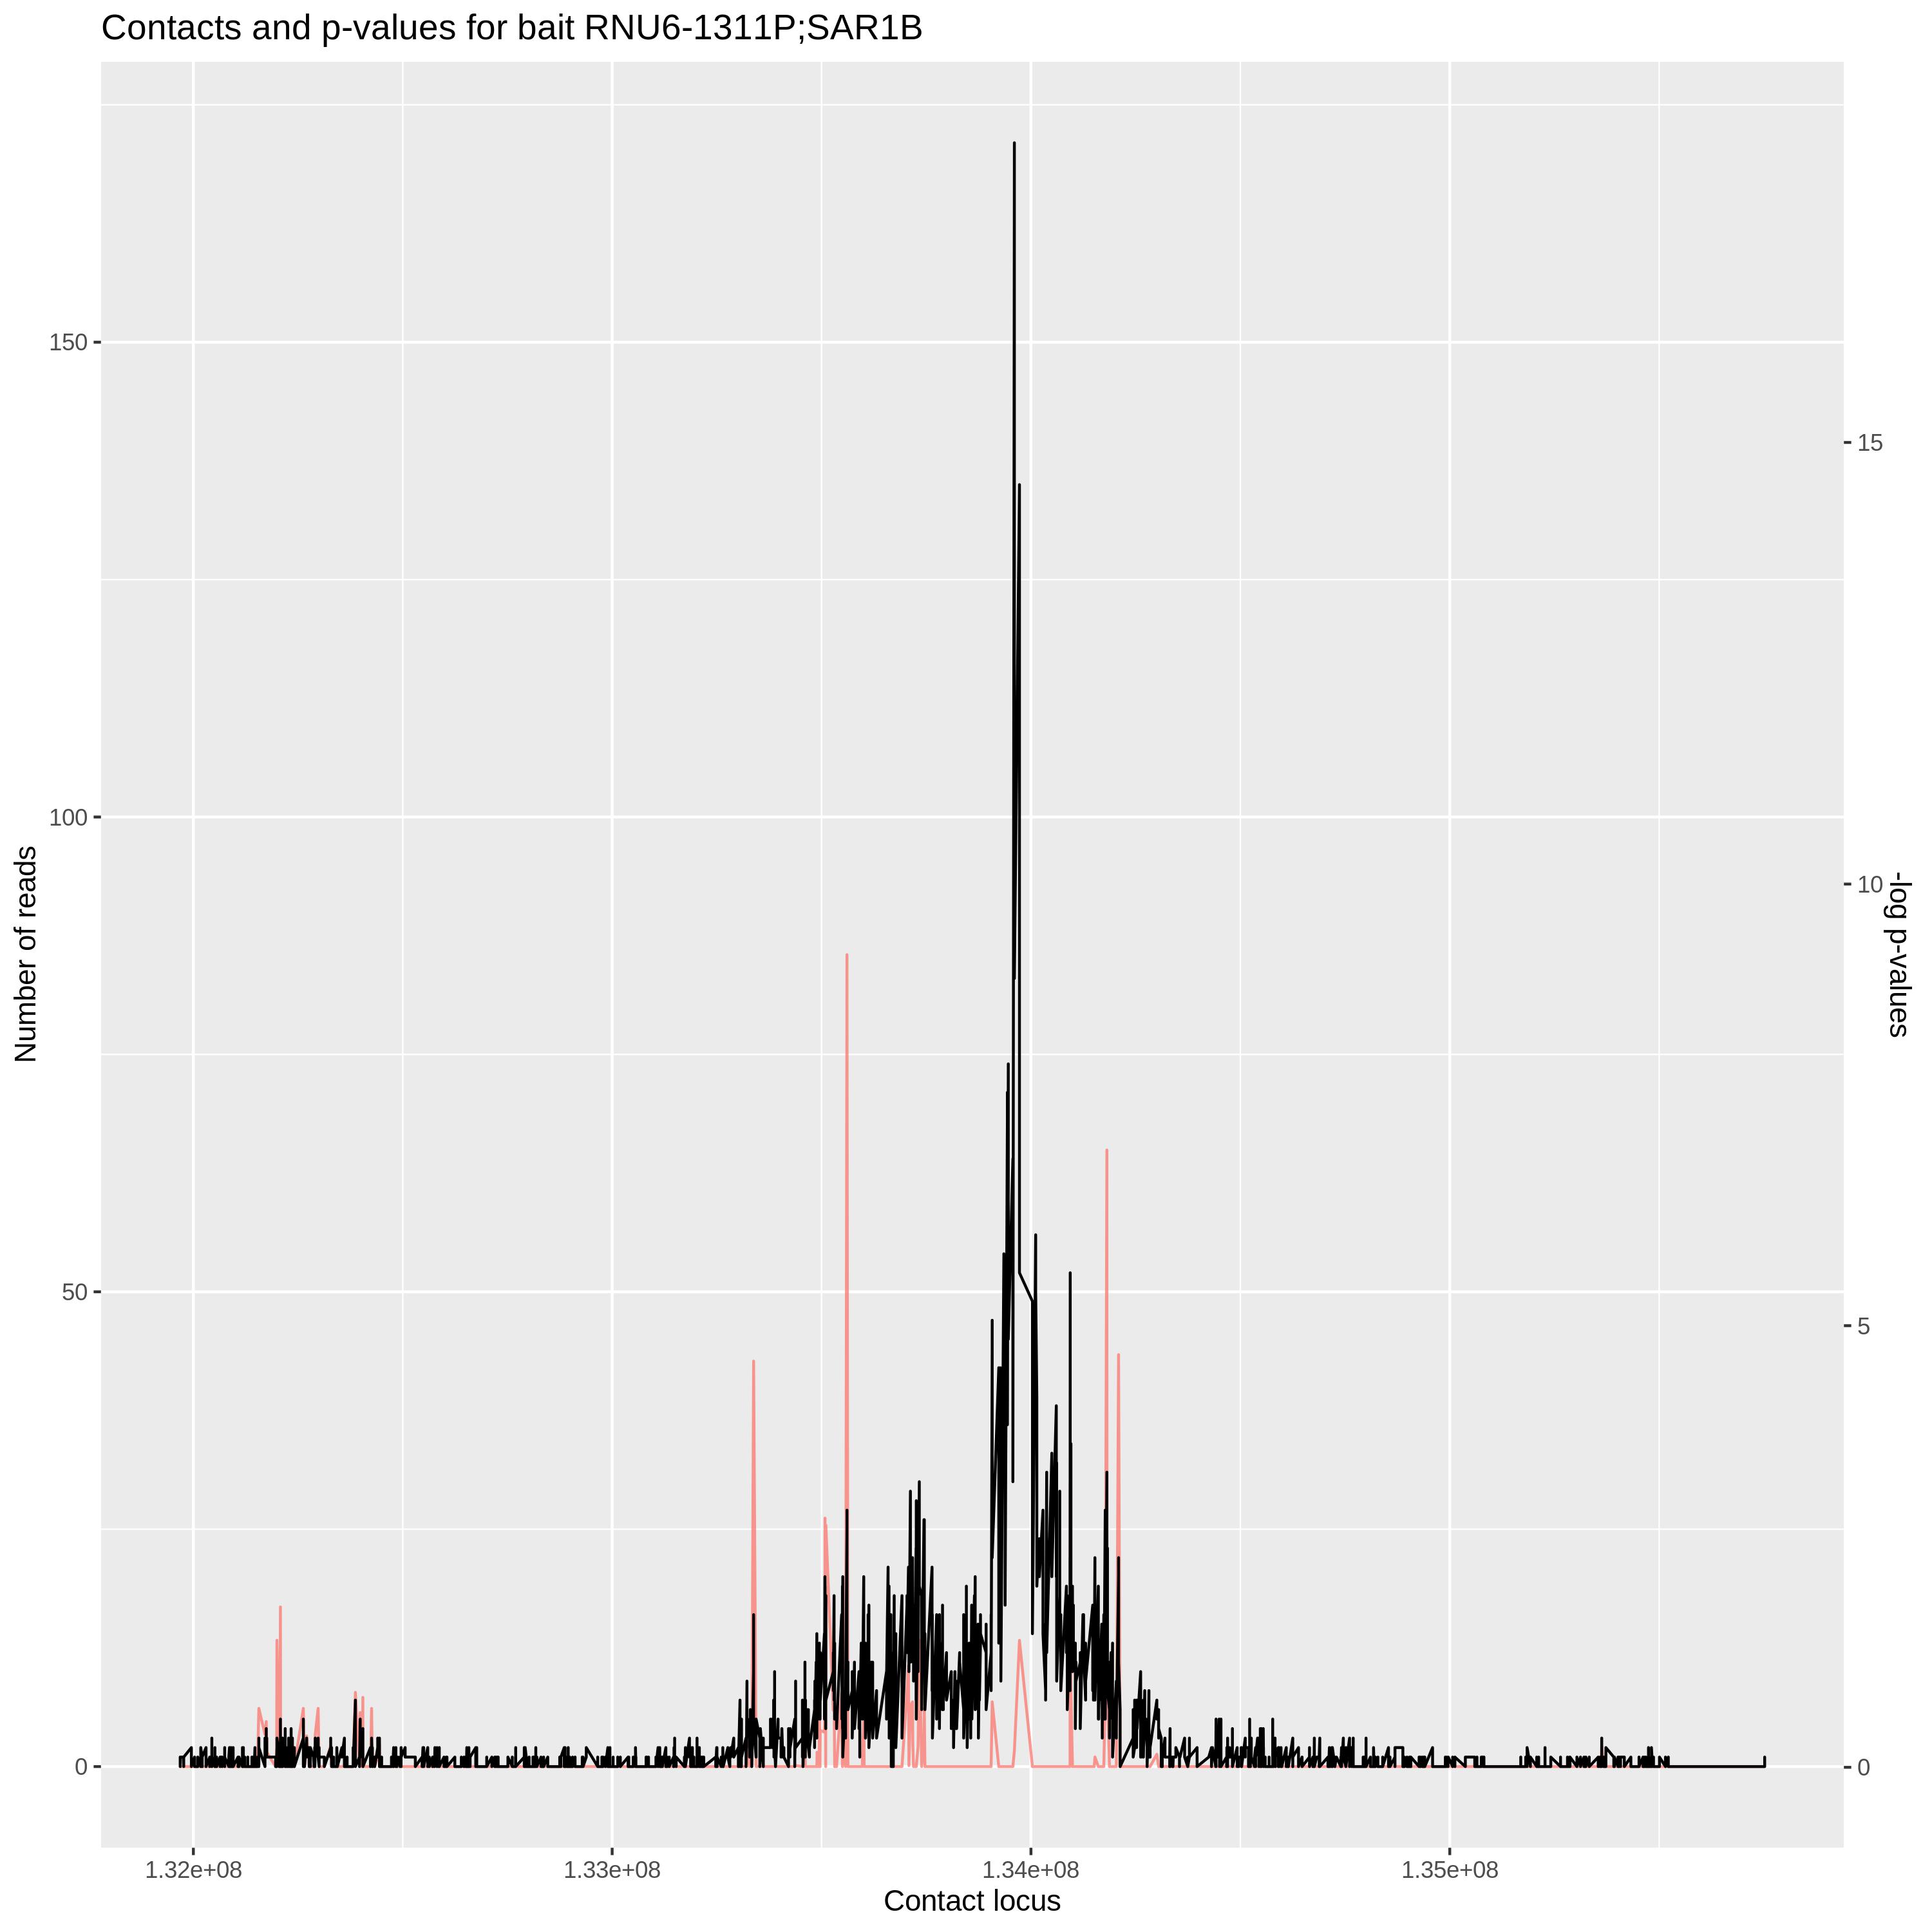 Contacts and p-values for bait RNU6-1311P;SAR1B
150
100
50
0
Number of reads
15
10
5
0
-log p-values
1.32e+08
1.33e+08
1.34e+08
1.35e+08
Contact locus